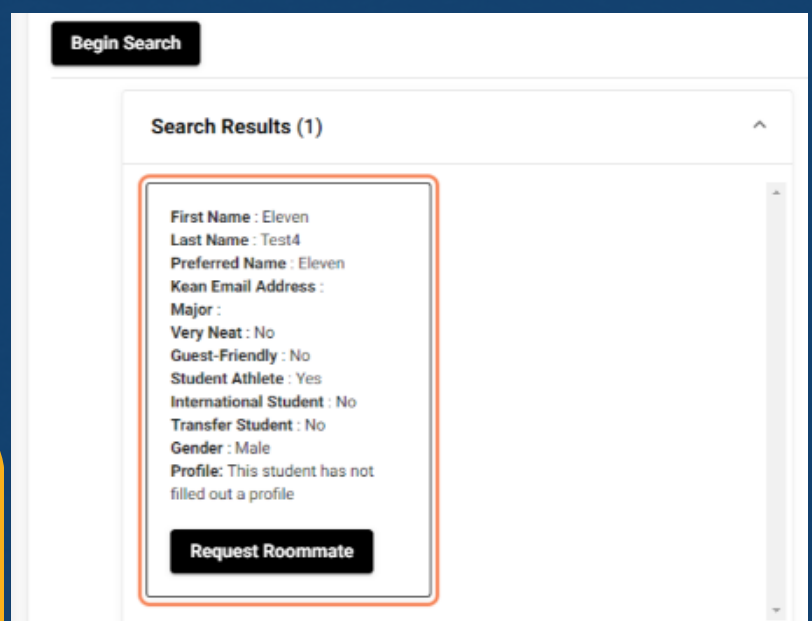 Begin Search
Search Results (1)
First Name : Eleven
Last Name : Test4
Preferred Name : Eleven
Kean Email Address :
Major :
Very Neat : No
Guest-Friendly : No
Student Athlete : Yes
International Student : No
Transfer Student : No
Gender : Male
Profile: This student has not
filled out a profile
Request Roommate